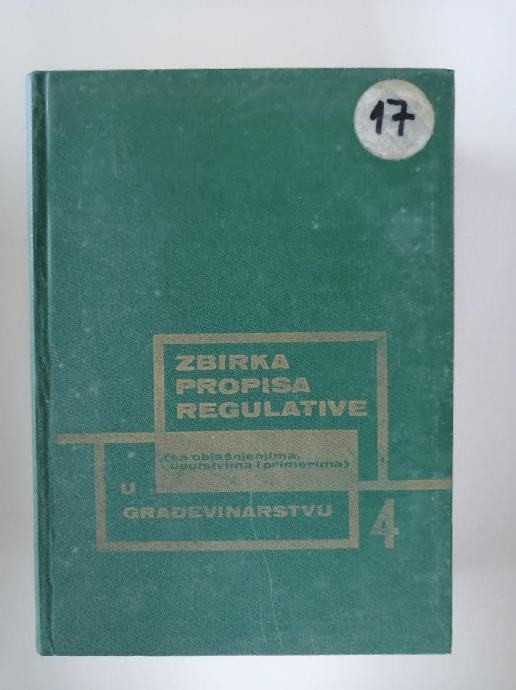 17
ZBIRKA
PROPISA
REGULATIVE
(sa objašnjenjima,
uputstvima i primerima)
U
GRAĐEVINARSTVU
4